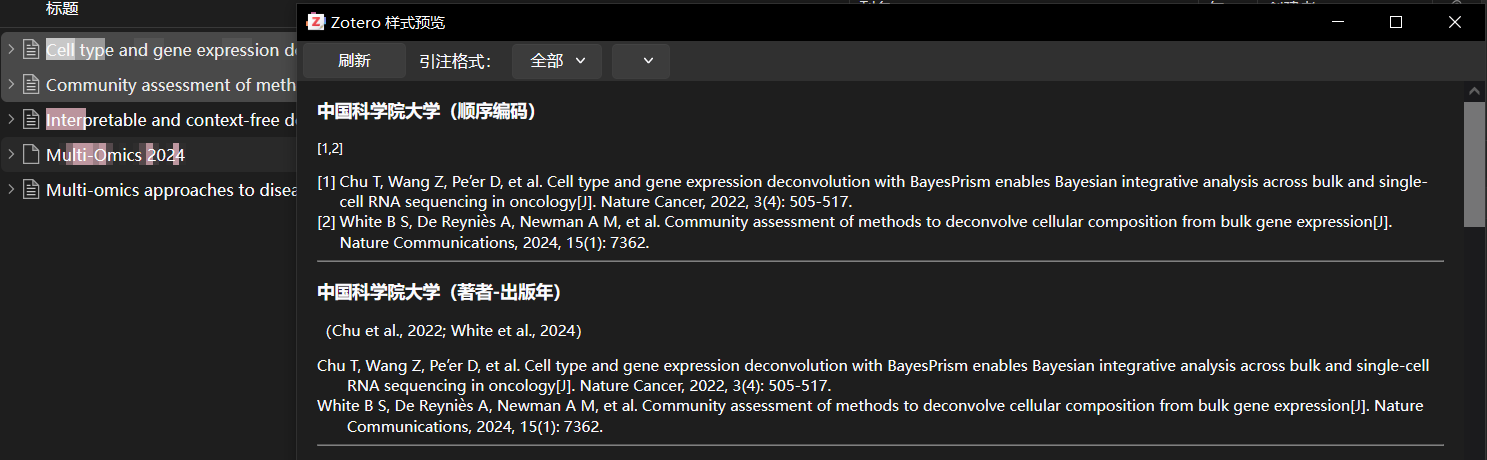 标题
Cell type and gene expression de
Community assessment of meth
Interpretable and context-free de
Multi-Omics 2024
Multi-omics approaches to disea
Zotero 样式预览
刷新
引注格式：
全部
中国科学院大学（顺序编码）
[1,2]
[1] Chu T, Wang Z, Pe’er D, et al. Cell type and gene expression deconvolution with BayesPrism enables Bayesian integrative analysis across bulk and single-
cell RNA sequencing in oncology[J]. Nature Cancer, 2022, 3(4): 505-517.
[2] White B S, De Reyniès A, Newman A M, et al. Community assessment of methods to deconvolve cellular composition from bulk gene expression[J].
Nature Communications, 2024, 15(1): 7362.
中国科学院大学（著者-出版年）
（Chu et al., 2022; White et al., 2024）
Chu T, Wang Z, Pe’er D, et al. Cell type and gene expression deconvolution with BayesPrism enables Bayesian integrative analysis across bulk and single-cell
RNA sequencing in oncology[J]. Nature Cancer, 2022, 3(4): 505-517.
White B S, De Reyniès A, Newman A M, et al. Community assessment of methods to deconvolve cellular composition from bulk gene expression[J]. Nature
Communications, 2024, 15(1): 7362.